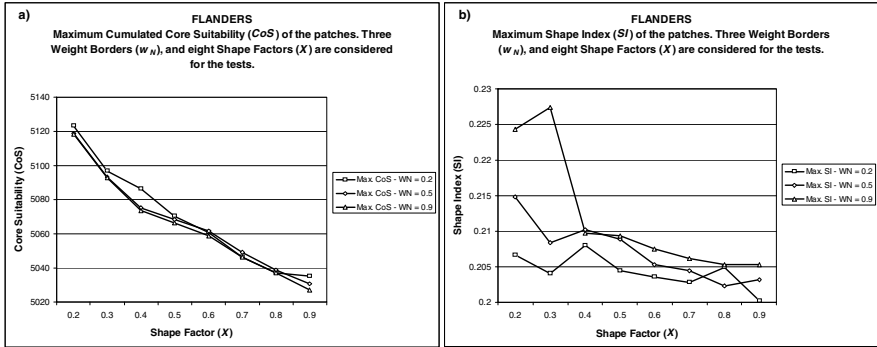 a)
FLANDERS
Maximum Cumulated Core Suitability (CoS) of the patches. Three
Weight Borders (wN), and eight Shape Factors (X) are considered
for the tests.
5140
5120
5100
5080
5060
5040
5020
Core Suitability (CoS)
0.2 0.3 0.4 0.5 0.6 0.7 0.8 0.9
Shape Factor (X)
Max. CoS - WN = 0.2
Max. CoS - WN = 0.5
Max. CoS - WN = 0.9
b)
FLANDERS
Maximum Shape Index (SI) of the patches. Three Weight Borders
(wN), and eight Shape Factors (X) are considered for the tests.
0.23
0.225
0.22
0.215
0.21
0.205
0.2
Shape Index (SI)
0.2 0.3 0.4 0.5 0.6 0.7 0.8 0.9
Shape Factor (X)
Max. SI - WN = 0.2
Max. SI - WN = 0.5
Max. SI - WN = 0.9